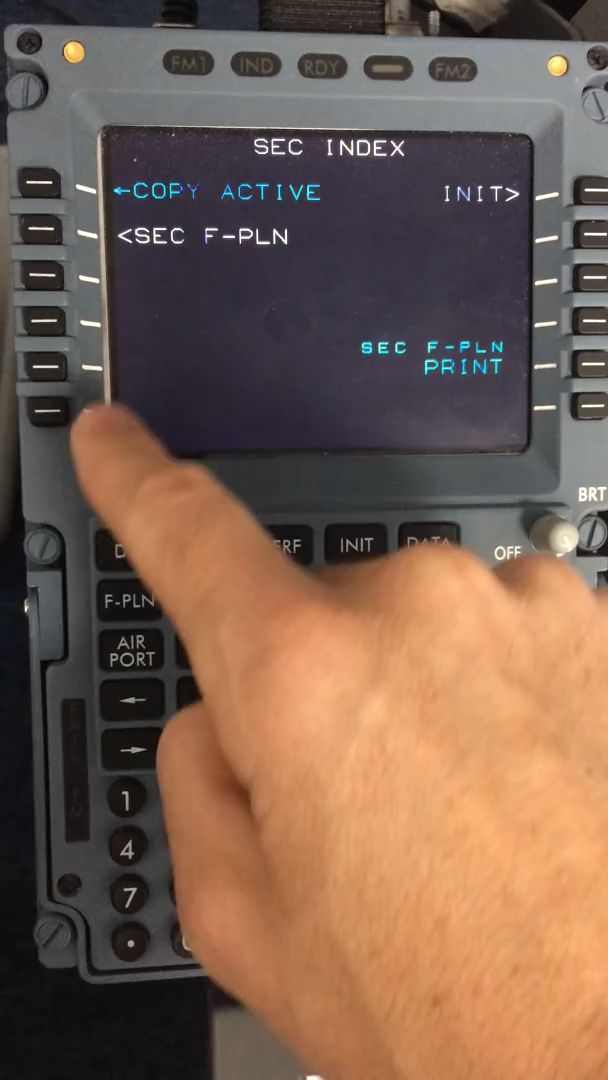 FM1 IND RDY FM2
SEC INDEX
←COPY ACTIVE INIT>
<SEC F-PLN
SEC F-PLN
PRINT
BRT
INIT DATA OFF
F-PLN
AIR
PORT
←
→
1
4
7